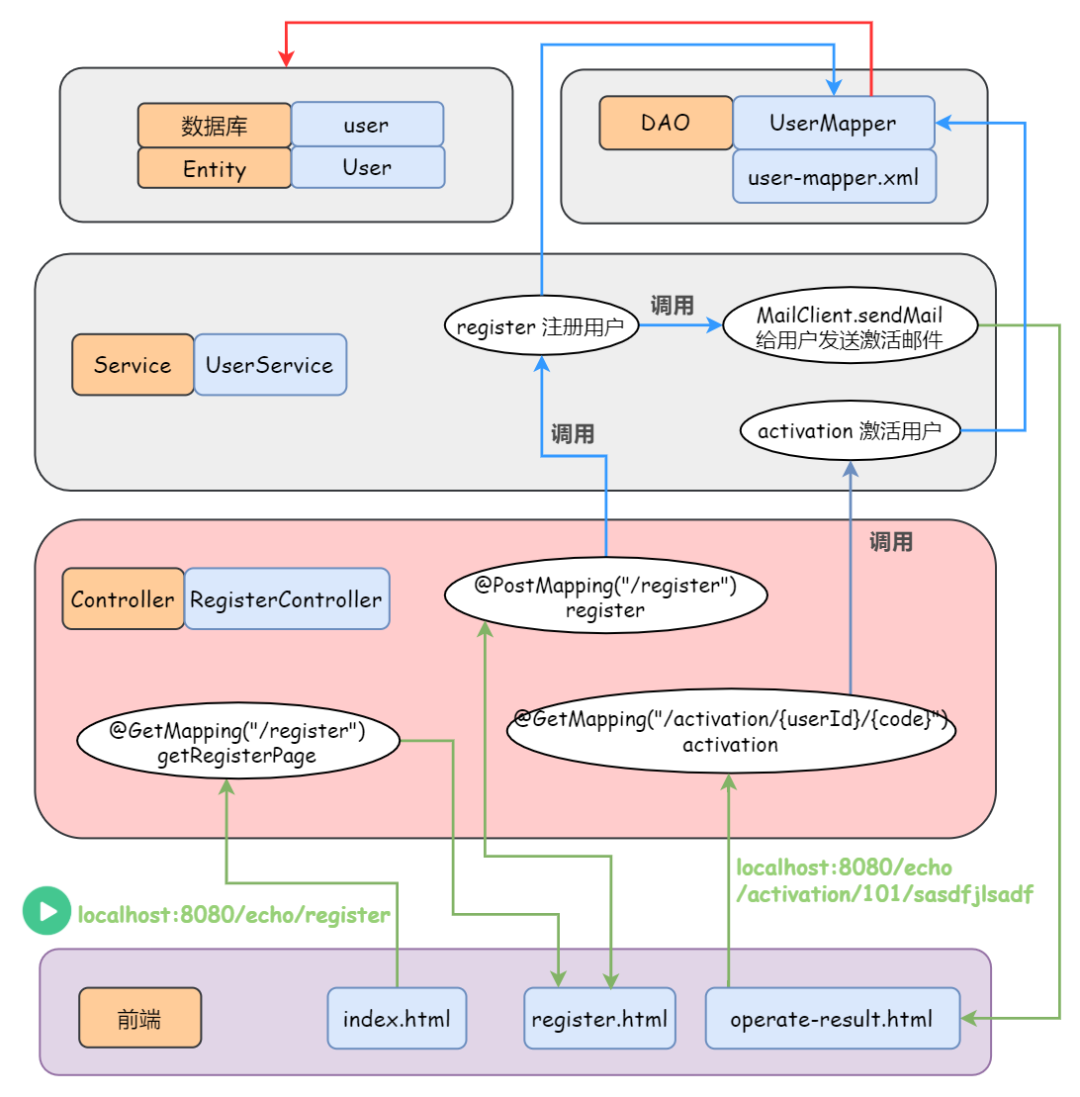 数据库
user
Entity
User
DAO
UserMapper
user-mapper.xml
register 注册用户
调用
MailClient.sendMail
给用户发送激活邮件
Service
UserService
调用
activation 激活用户
调用
Controller
RegisterController
@PostMapping("/register")
register
@GetMapping("/register")
getRegisterPage
@GetMapping("/activation/{userId}/{code}")
activation
localhost:8080/echo
/activation/101/sasdfjlsadf
localhost:8080/echo/register
前端
index.html
register.html
operate-result.html